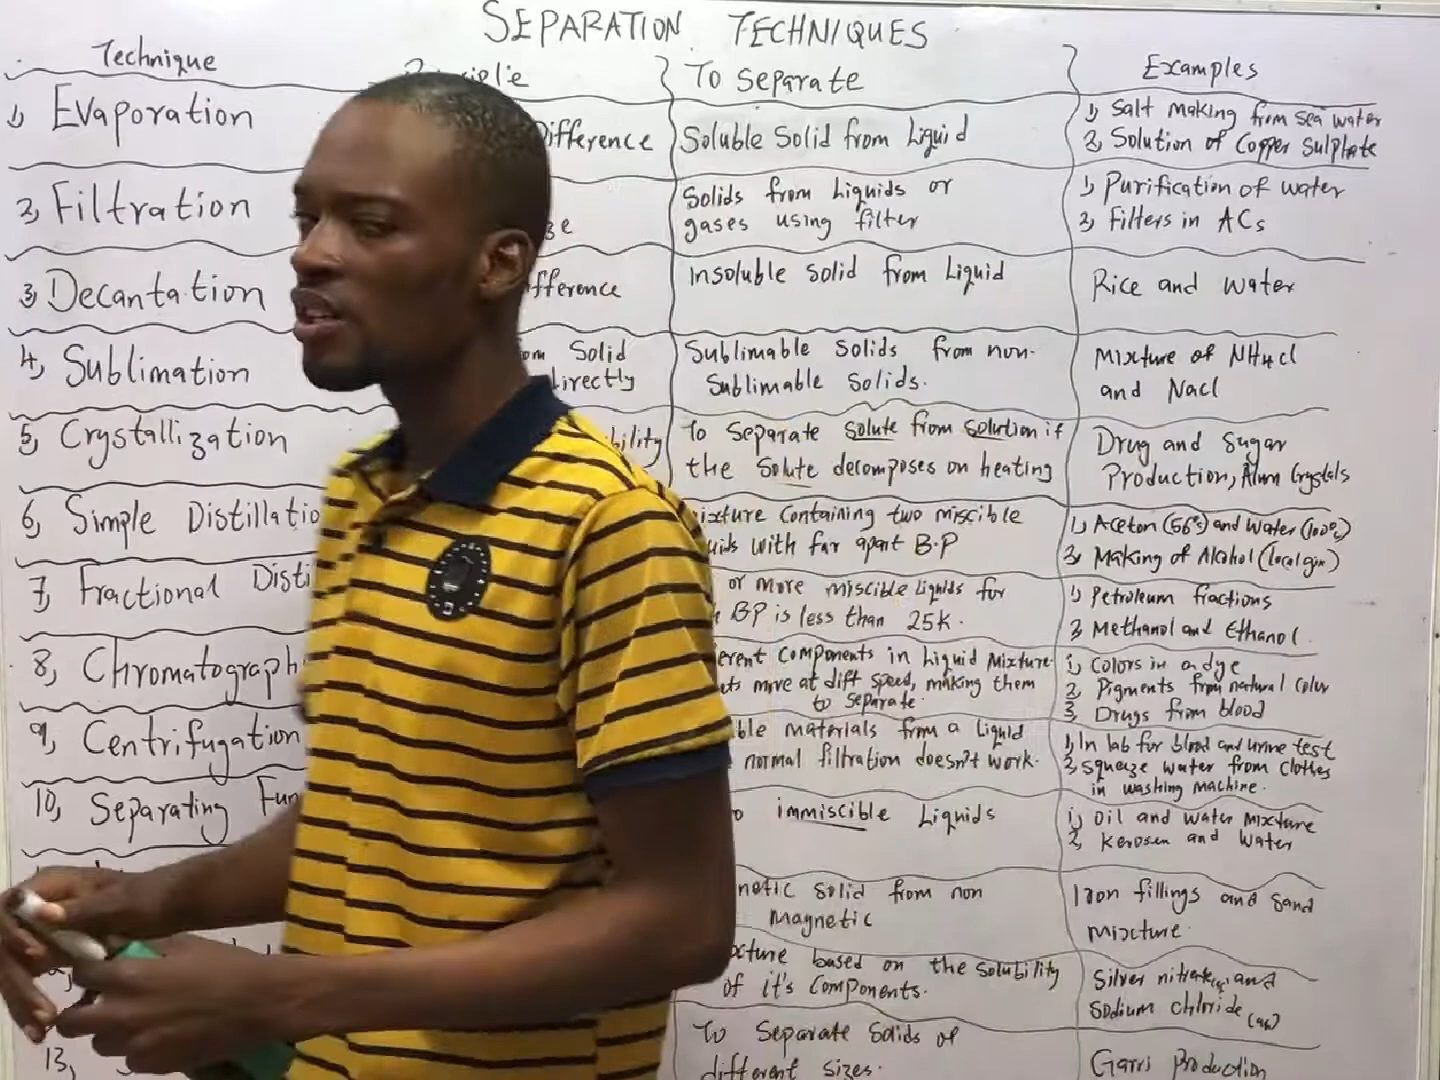 SEPARATION TECHNIQUES
Technique
To Separate
Examples
1, Evaporation
Difference
Soluble Solid from Liquid
1, Salt making from sea water
2, Solution of Copper Sulphate
2, Filtration
Solids from Liquids or
gases using filter
1, Purification of water
2, Filters in ACs
3, Decantation
Insoluble solid from Liquid
Rice and water
4, Sublimation
Solid
directly
Sublimable Solids from non-
Sublimable Solids.
Mixture of NH4Cl
and NaCl
5, Crystallization
To Separate solute from solution if
the Solute decomposes on heating
Drug and Sugar
Production, Alum Crystals
6, Simple
containing two miscible
with far apart B.P
1, Aceton (56°c) and Water (100°c)
2, Making of Alcohol (local gin)
7, Fractional
or more miscible liquids for
BP is less than 25K.
1, Petroleum fractions
2, Methanol and Ethanol.
8,
components in Liquid mixture
move at diff speed, making them
to separate.
1, Colors in a dye
2, Pigments from natural color
3, Drugs from blood
9, Centrifugation
materials from a liquid
normal filtration doesn't work.
1, In lab for blood and urine test
2, squeeze water from clothes
in washing machine.
10, Separating
immiscible Liquids
1, Oil and water mixture
2, Kerosen and water
solid from non
magnetic
Iron fillings and Sand
mixture.
based on the solubility
of it's components.
Silver nitrate and
Sodium chloride (aq)
13,
To Separate Solids of
different sizes.
Garri Production